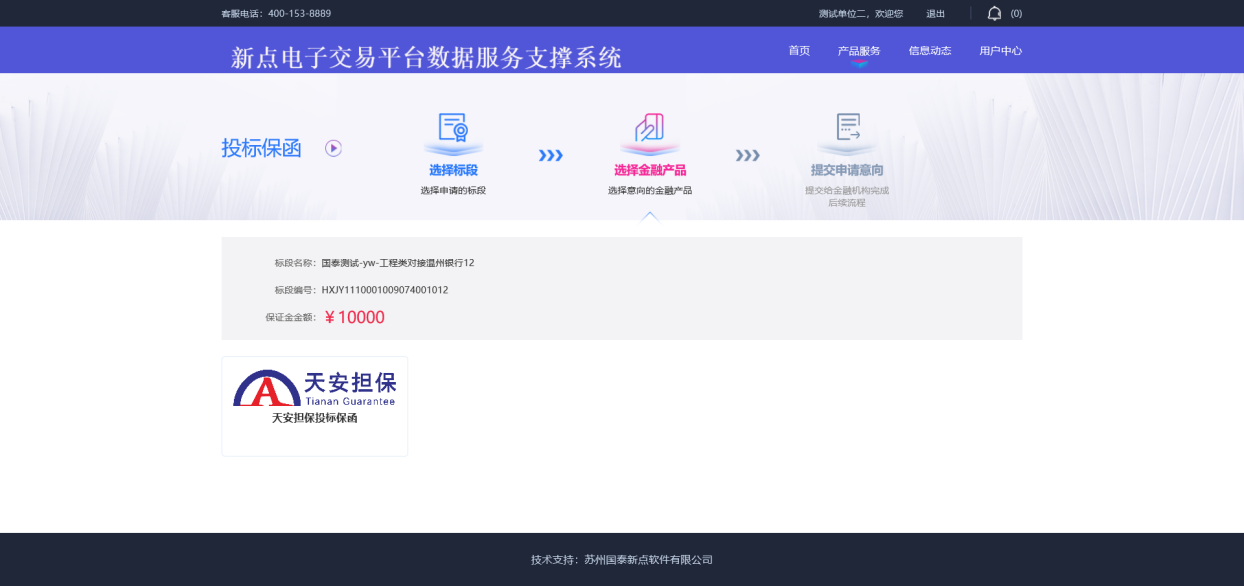 客服电话：400-153-8889
测试单位二，欢迎您 退出 (0)
新点电子交易平台数据服务支撑系统
首页 产品服务 信息动态 用户中心
投标保函
选择标段
选择申请的标段
选择金融产品
选择意向的金融产品
提交申请意向
提交给金融机构完成
后续流程
标段名称：国泰测试-yw-工程类对接温州银行12
标段编号：HXJY1110001009074001012
保证金金额：￥10000
天安担保
Tianan Guarantee
天安担保投标保函
技术支持：苏州国泰新点软件有限公司